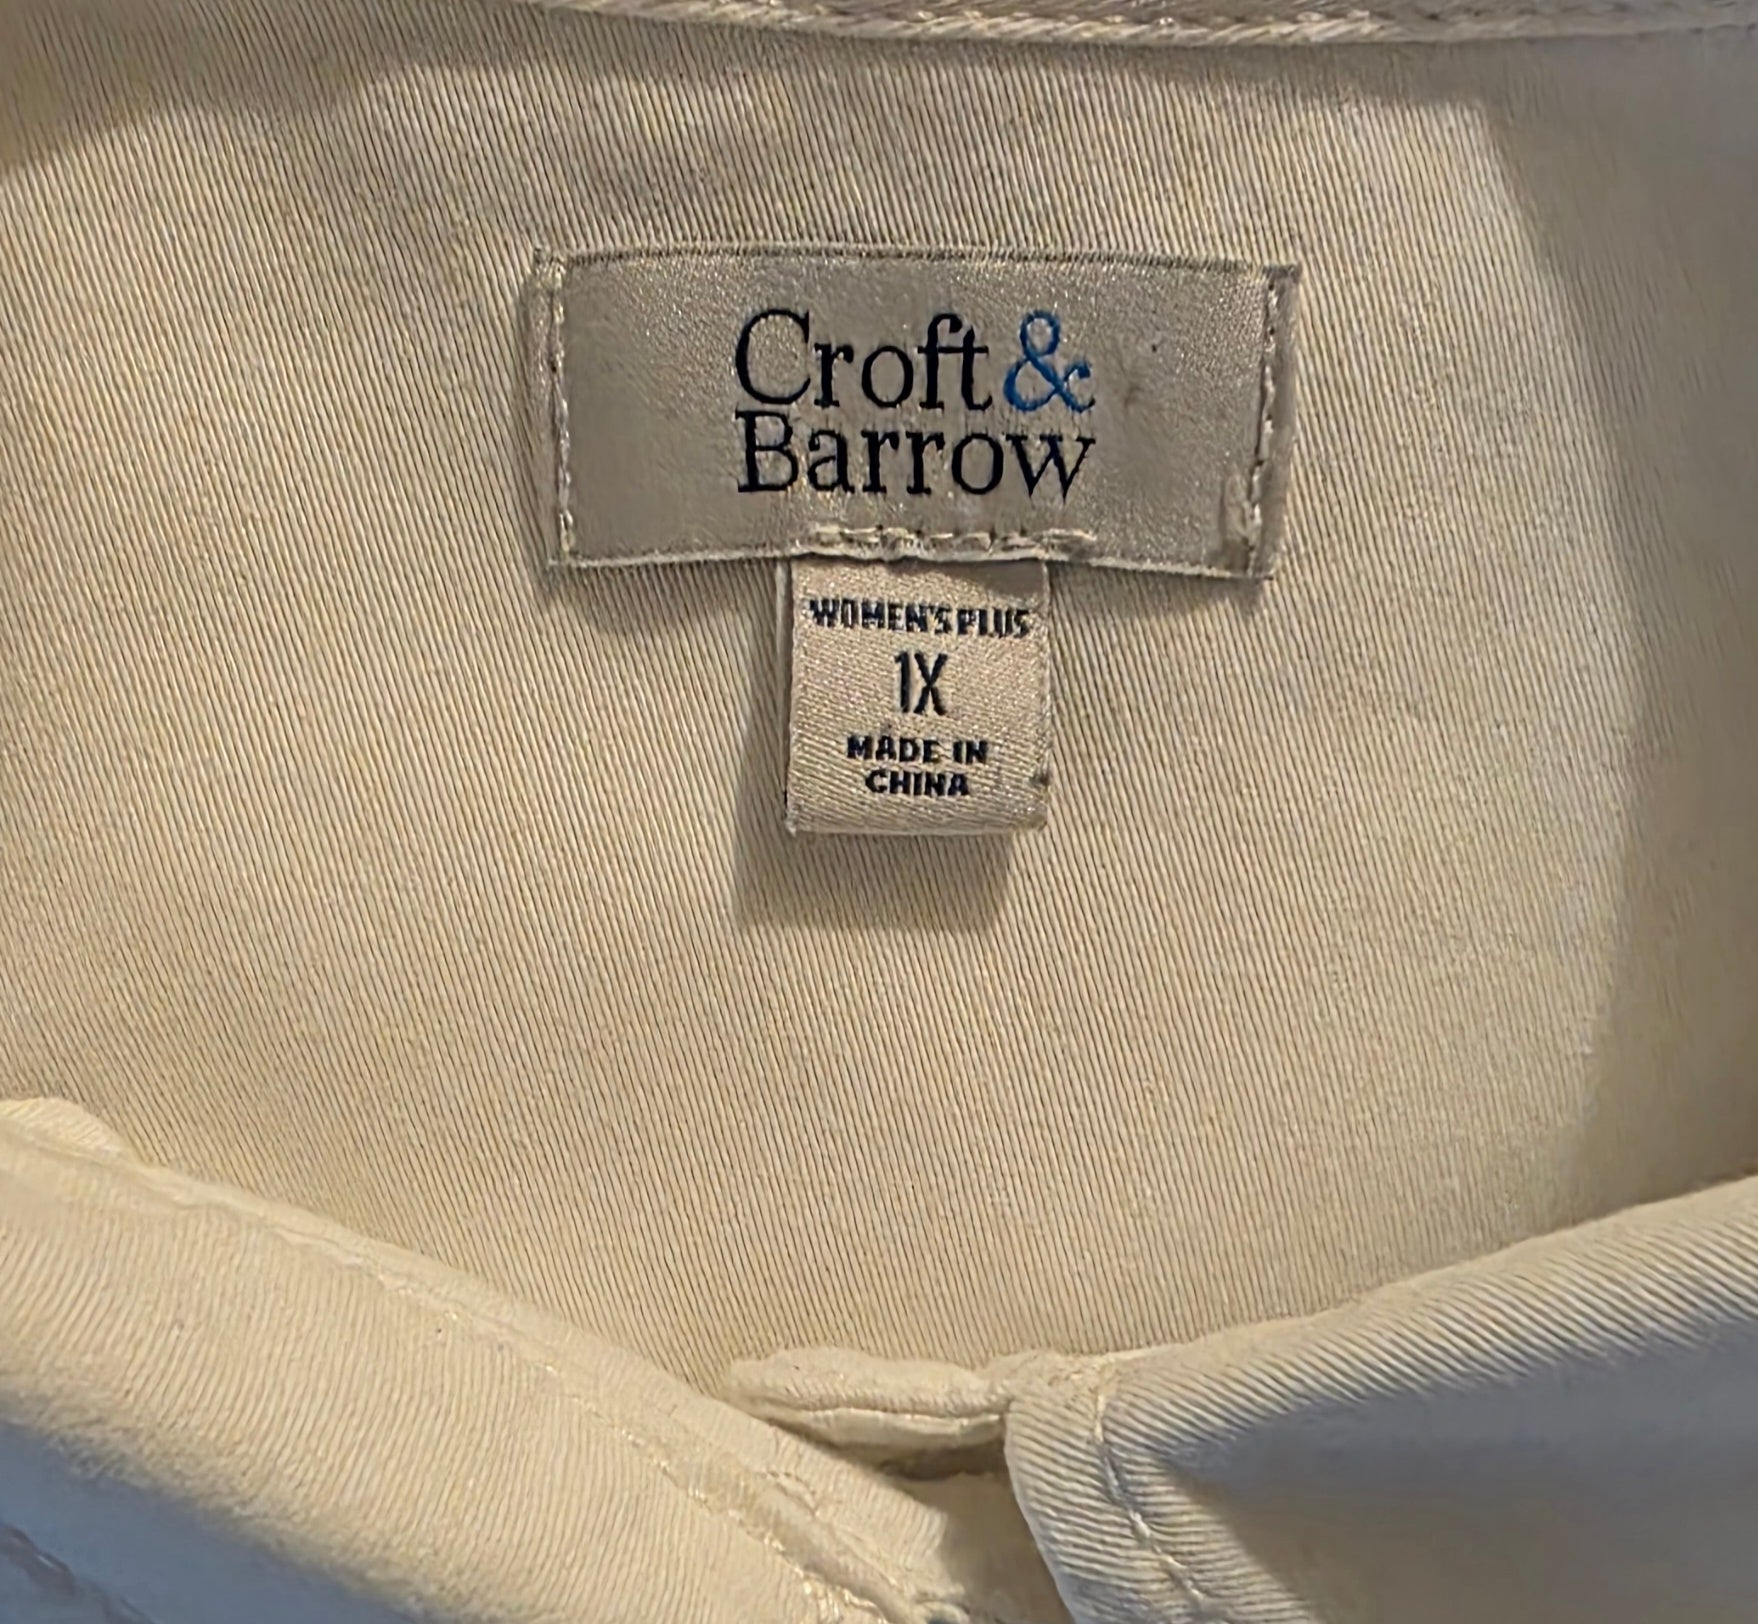 Croft &
Barrow
WOMEN'S PLUS
1X
MADE IN
CHINA